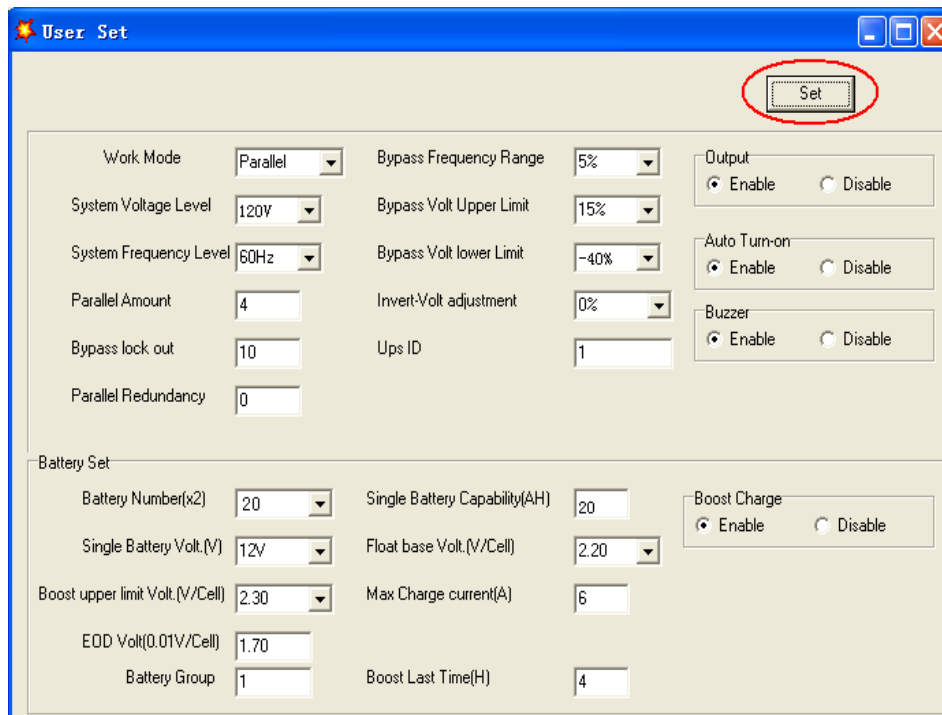 User Set
Set
Work Mode Parallel Bypass Frequency Range 5% Output
Enable Disable
System Voltage Level 120V Bypass Volt Upper Limit 15%
System Frequency Level 60Hz Bypass Volt lower Limit -40% Auto Turn-on
Enable Disable
Parallel Amount 4 Invert-Volt adjustment 0% Buzzer
Enable Disable
Bypass lock out 10 Ups ID 1
Parallel Redundancy 0
Battery Set
Battery Number(x2) 20 Single Battery Capability(AH) 20 Boost Charge
Enable Disable
Single Battery Volt.(V) 12V Float base Volt.(V/Cell) 2.20
Boost upper limit Volt.(V/Cell) 2.30 Max Charge current(A) 6
EOD Volt(0.01V/Cell) 1.70
Battery Group 1 Boost Last Time(H) 4